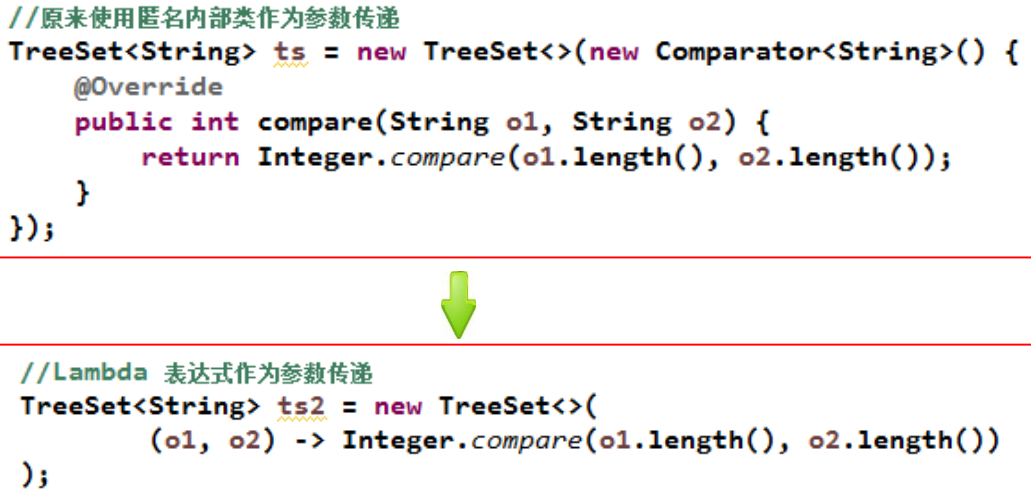 //原来使用匿名内部类作为参数传递
TreeSet<String> ts = new TreeSet<>(new Comparator<String>() {
    @Override
    public int compare(String o1, String o2) {
        return Integer.compare(o1.length(), o2.length());
    }
});
//Lambda 表达式作为参数传递
TreeSet<String> ts2 = new TreeSet<>(
        (o1, o2) -> Integer.compare(o1.length(), o2.length())
);